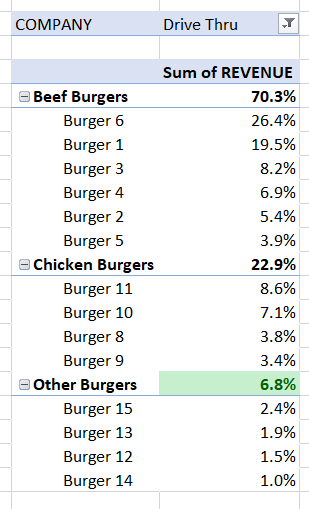 COMPANY Drive Thru
Sum of REVENUE
Beef Burgers 70.3%
Burger 6 26.4%
Burger 1 19.5%
Burger 3 8.2%
Burger 4 6.9%
Burger 2 5.4%
Burger 5 3.9%
Chicken Burgers 22.9%
Burger 11 8.6%
Burger 10 7.1%
Burger 8 3.8%
Burger 9 3.4%
Other Burgers 6.8%
Burger 15 2.4%
Burger 13 1.9%
Burger 12 1.5%
Burger 14 1.0%